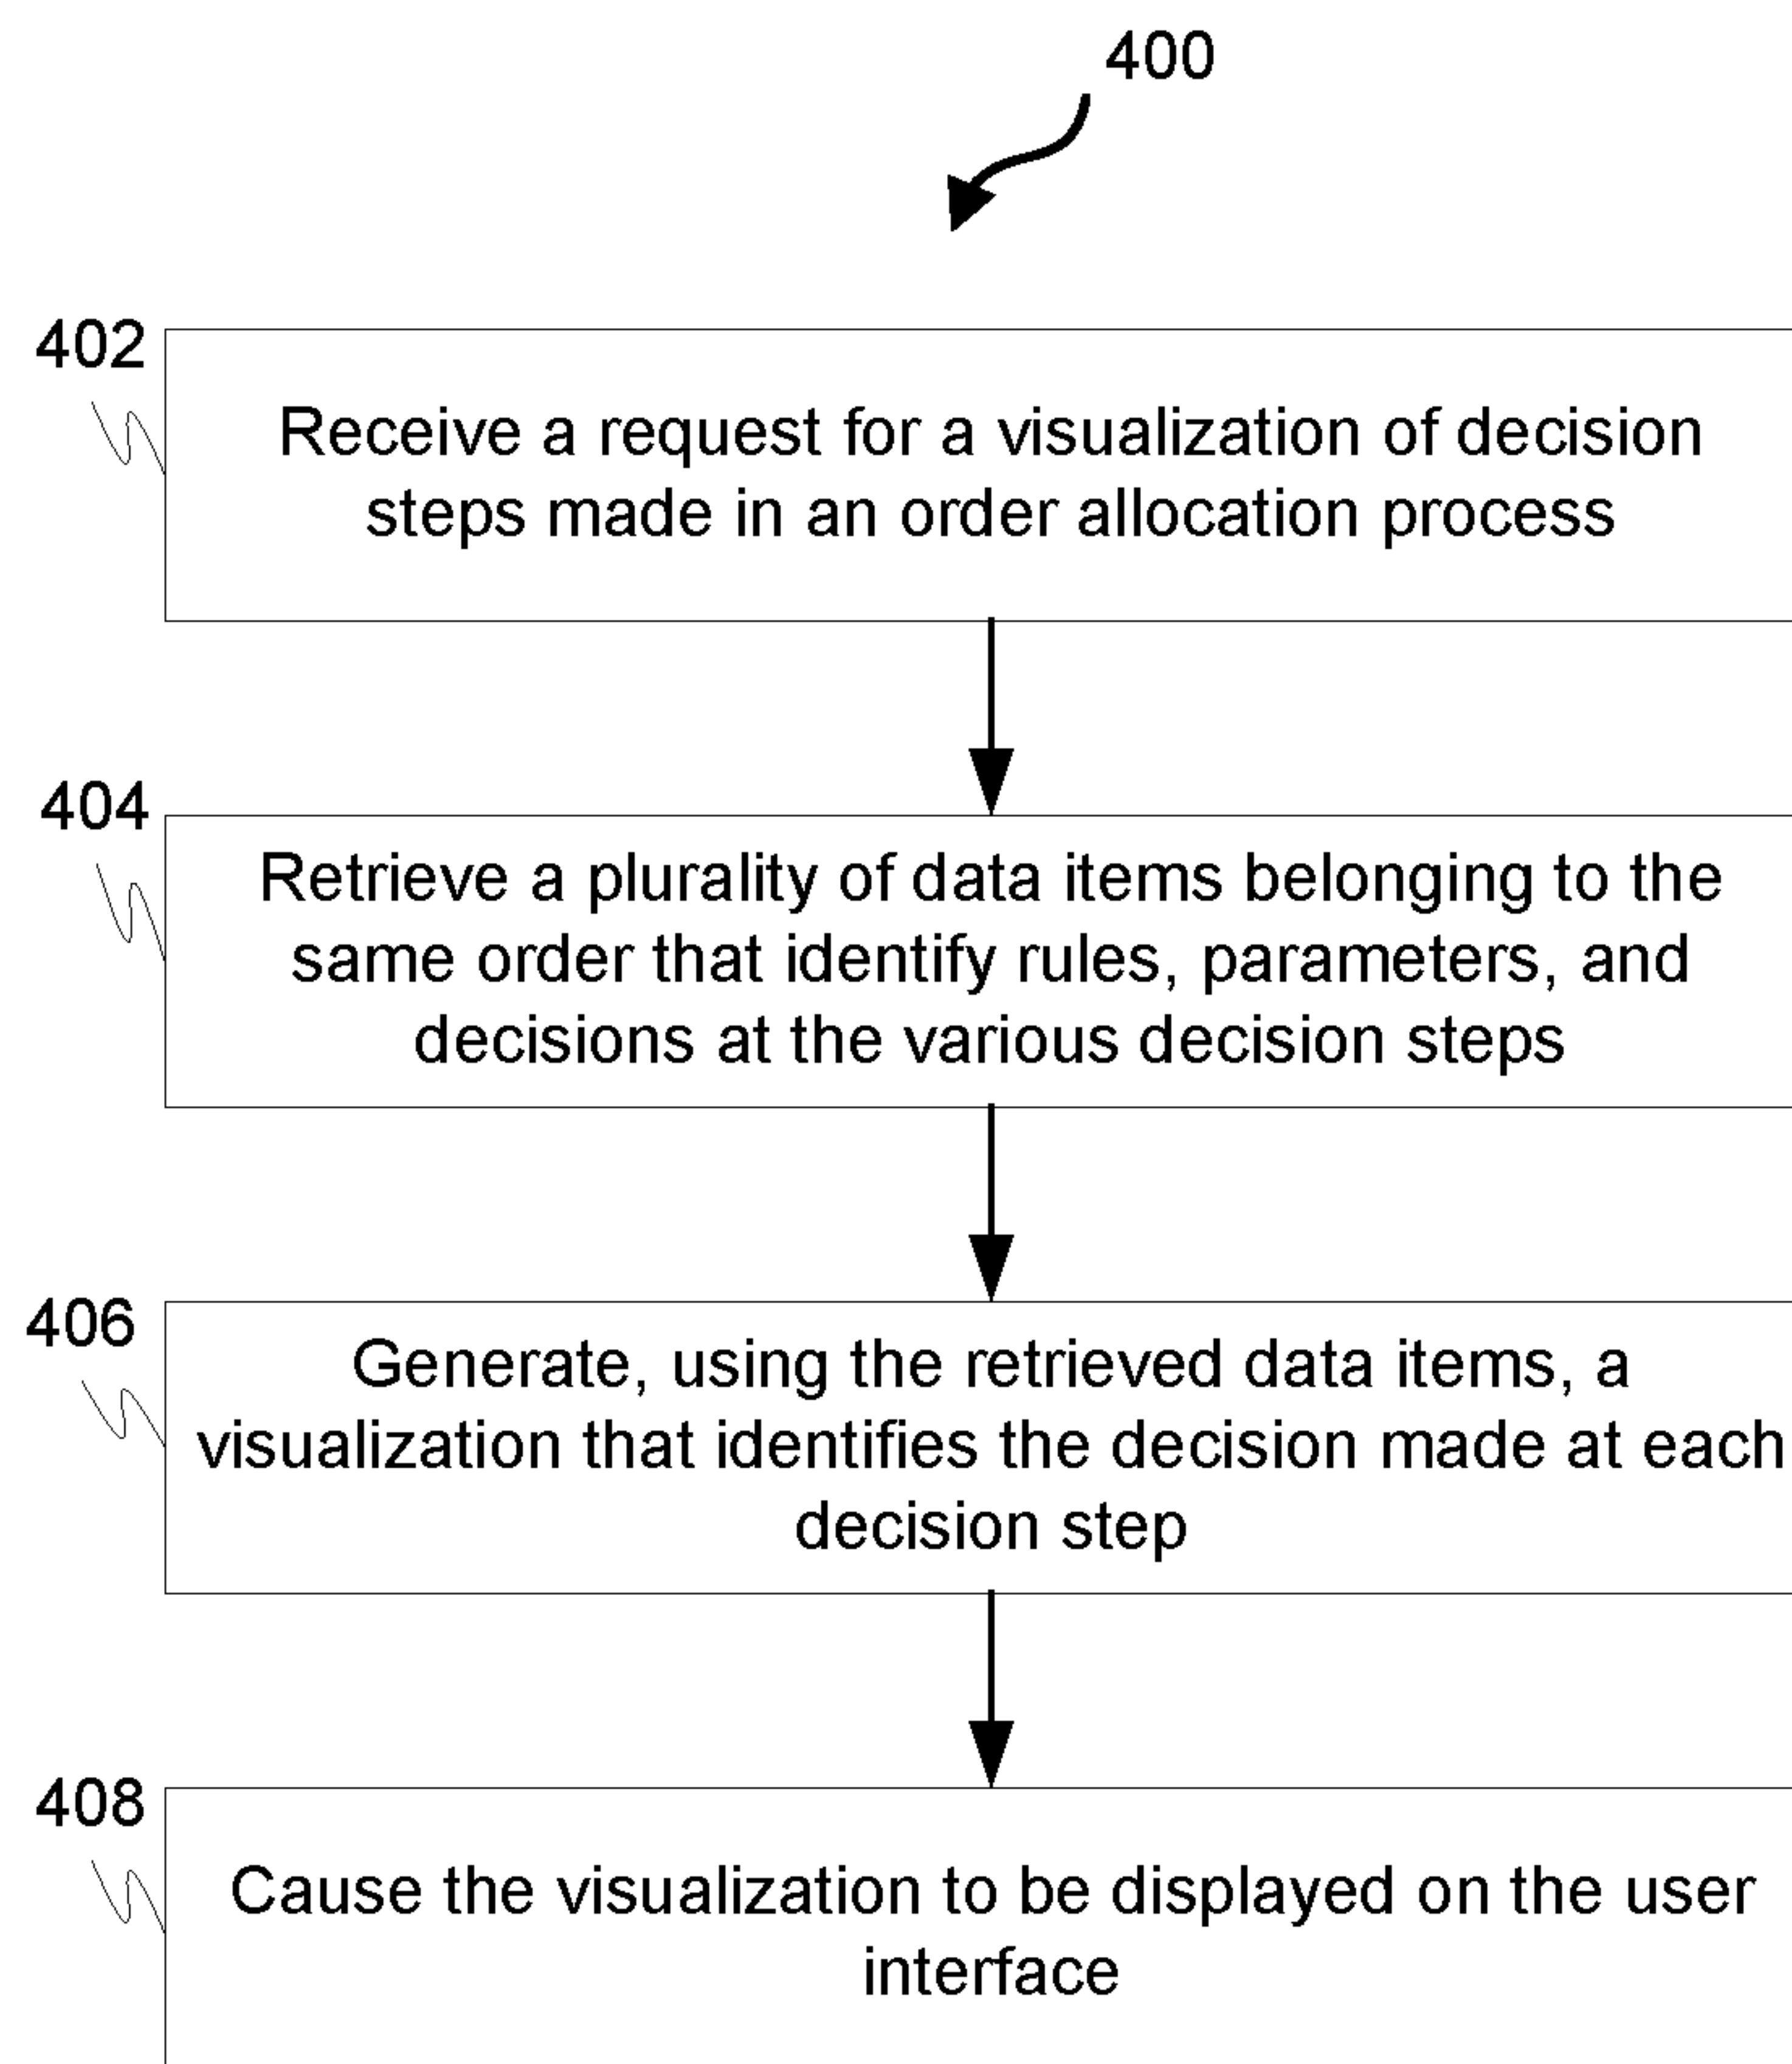 400
402
Receive a request for a visualization of decision
steps made in an order allocation process
404
Retrieve a plurality of data items belonging to the
same order that identify rules, parameters, and
decisions at the various decision steps
406
Generate, using the retrieved data items, a
visualization that identifies the decision made at each
decision step
408
Cause the visualization to be displayed on the user
interface